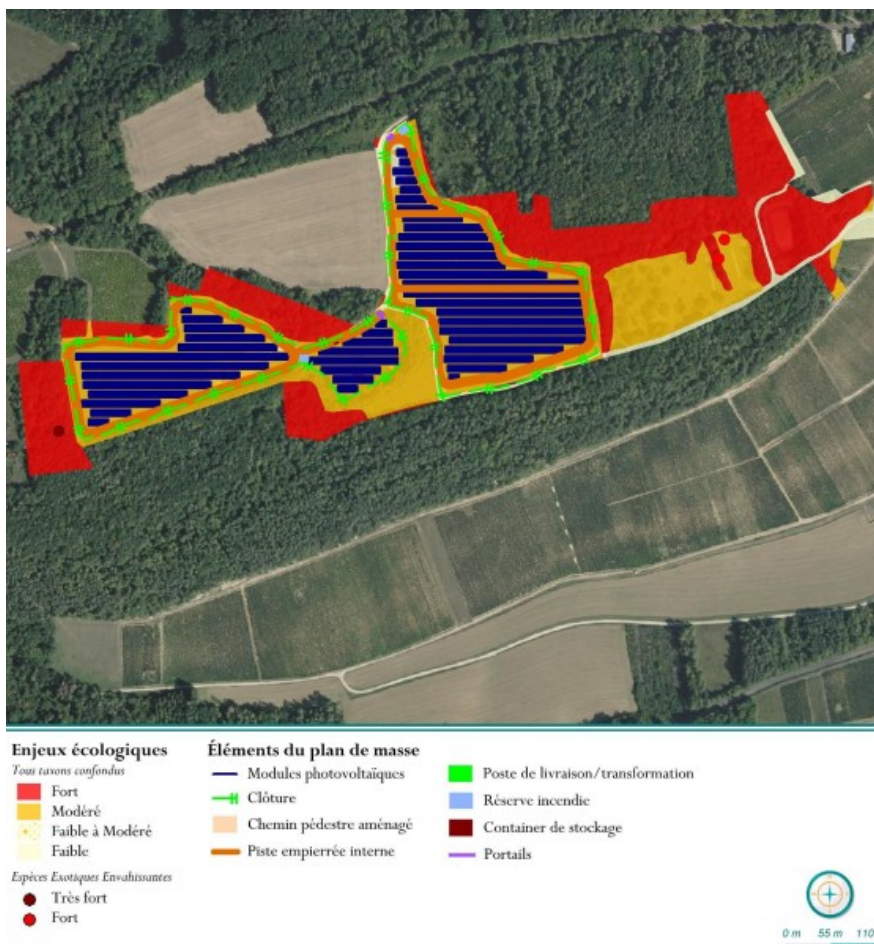 Enjeux écologiques
Tous taxons confondus
Fort
Modéré
Faible à Modéré
Faible
Espèces Exotiques Envahissantes
Très fort
Fort
Éléments du plan de masse
Modules photovoltaïques
Clôture
Chemin pédestre aménagé
Piste empierrée interne
Poste de livraison/transformation
Réserve incendie
Container de stockage
Portails
0 m 55 m 110